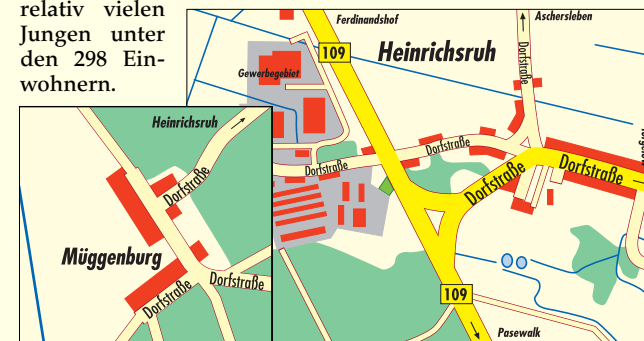 relativ vielen
Jungen unter
den 298 Ein-
wohnern.
Ferdinandshof
Aschersleben
109
Heinrichsruh
Dorfstraße
Gewerbegebiet
Dorfstraße
Dorfstraße
Dorfstraße
Dorfstraße
109
Pasewalk
Heinrichsruh
Dorfstraße
Müggenburg
Dorfstraße
Dorfstraße